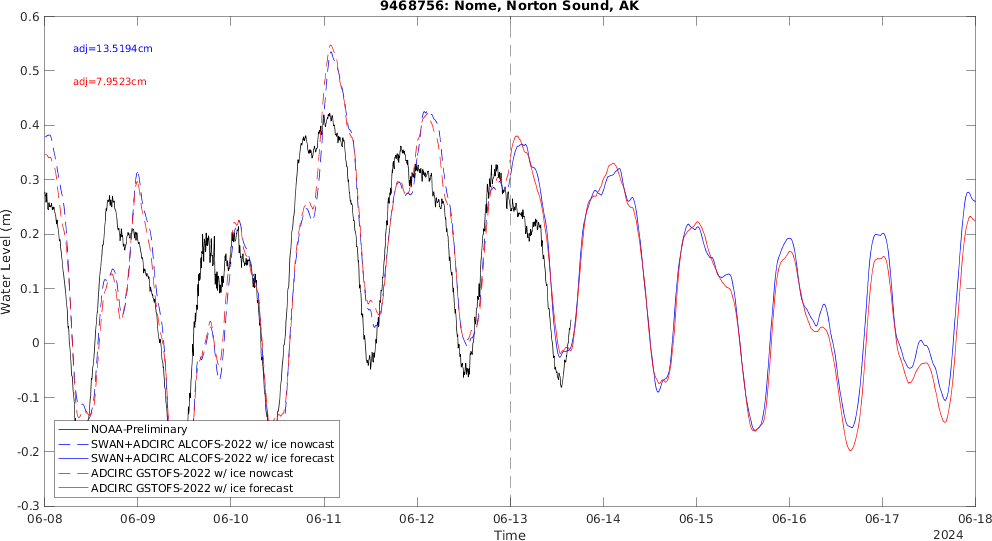 9468756: Nome, Norton Sound, AK
0.6
adj=13.5194cm
0.5
adj=7.9523cm
0.4
0.3
0.2
0.1
0
-0.1
-0.2
-0.3
Water Level (m)
NOAA-Preliminary
SWAN+ADCIRC ALCOFS-2022 w/ ice nowcast
SWAN+ADCIRC ALCOFS-2022 w/ ice forecast
ADCIRC GSTOFS-2022 w/ ice nowcast
ADCIRC GSTOFS-2022 w/ ice forecast
06-08 06-09 06-10 06-11 06-12 06-13 06-14 06-15 06-16 06-17 06-18
Time
2024